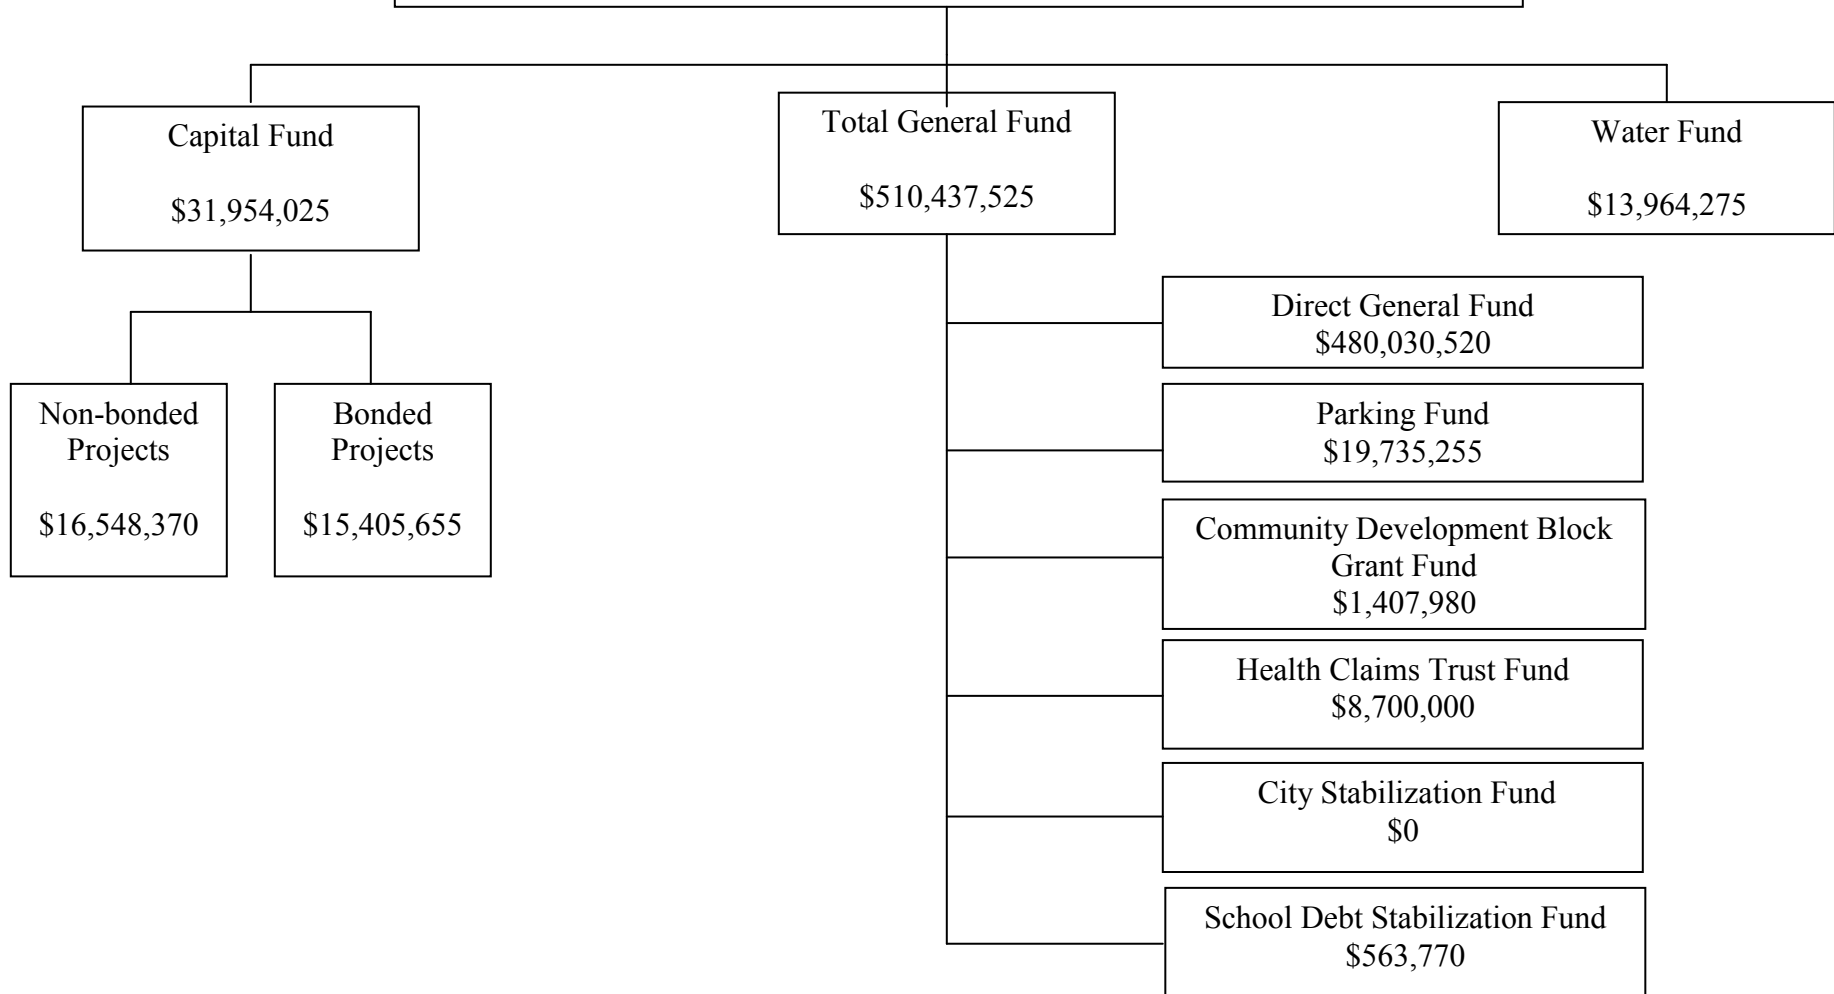 Capital Fund
$31,954,025
Total General Fund
$510,437,525
Water Fund
$13,964,275
Non-bonded
Projects
$16,548,370
Bonded
Projects
$15,405,655
Direct General Fund
$480,030,520
Parking Fund
$19,735,255
Community Development Block
Grant Fund
$1,407,980
Health Claims Trust Fund
$8,700,000
City Stabilization Fund
$0
School Debt Stabilization Fund
$563,770